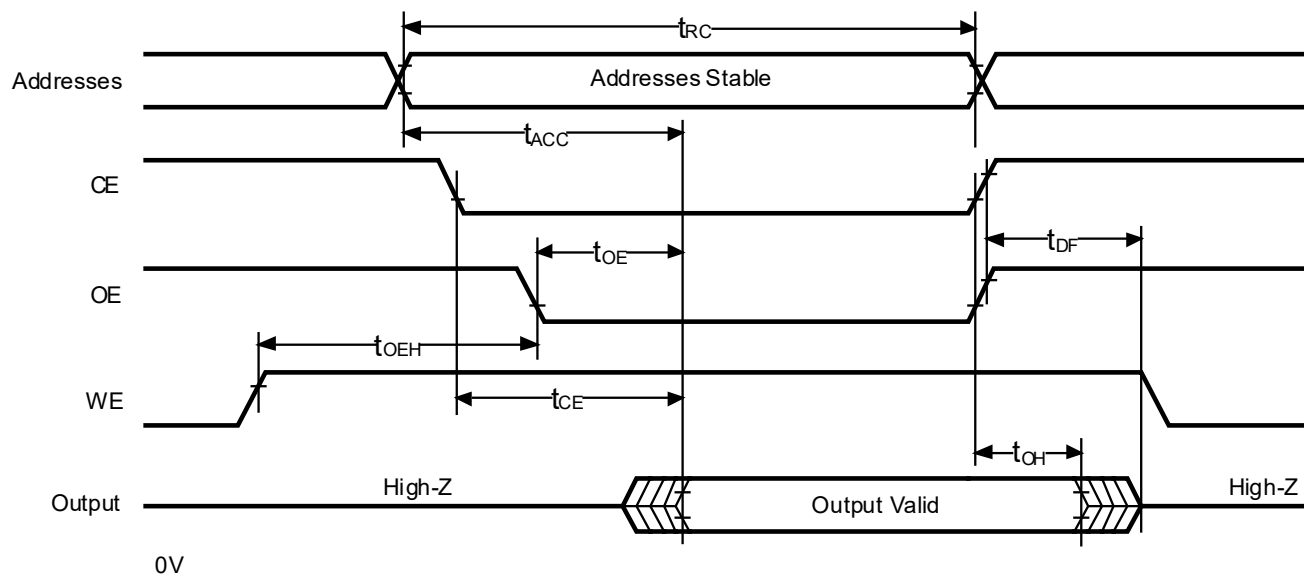 tRC
Addresses
Addresses Stable
tACC
CE
tOE
tDF
OE
tOEH
WE
tCE
tOH
High-Z
High-Z
Output
Output Valid
0V